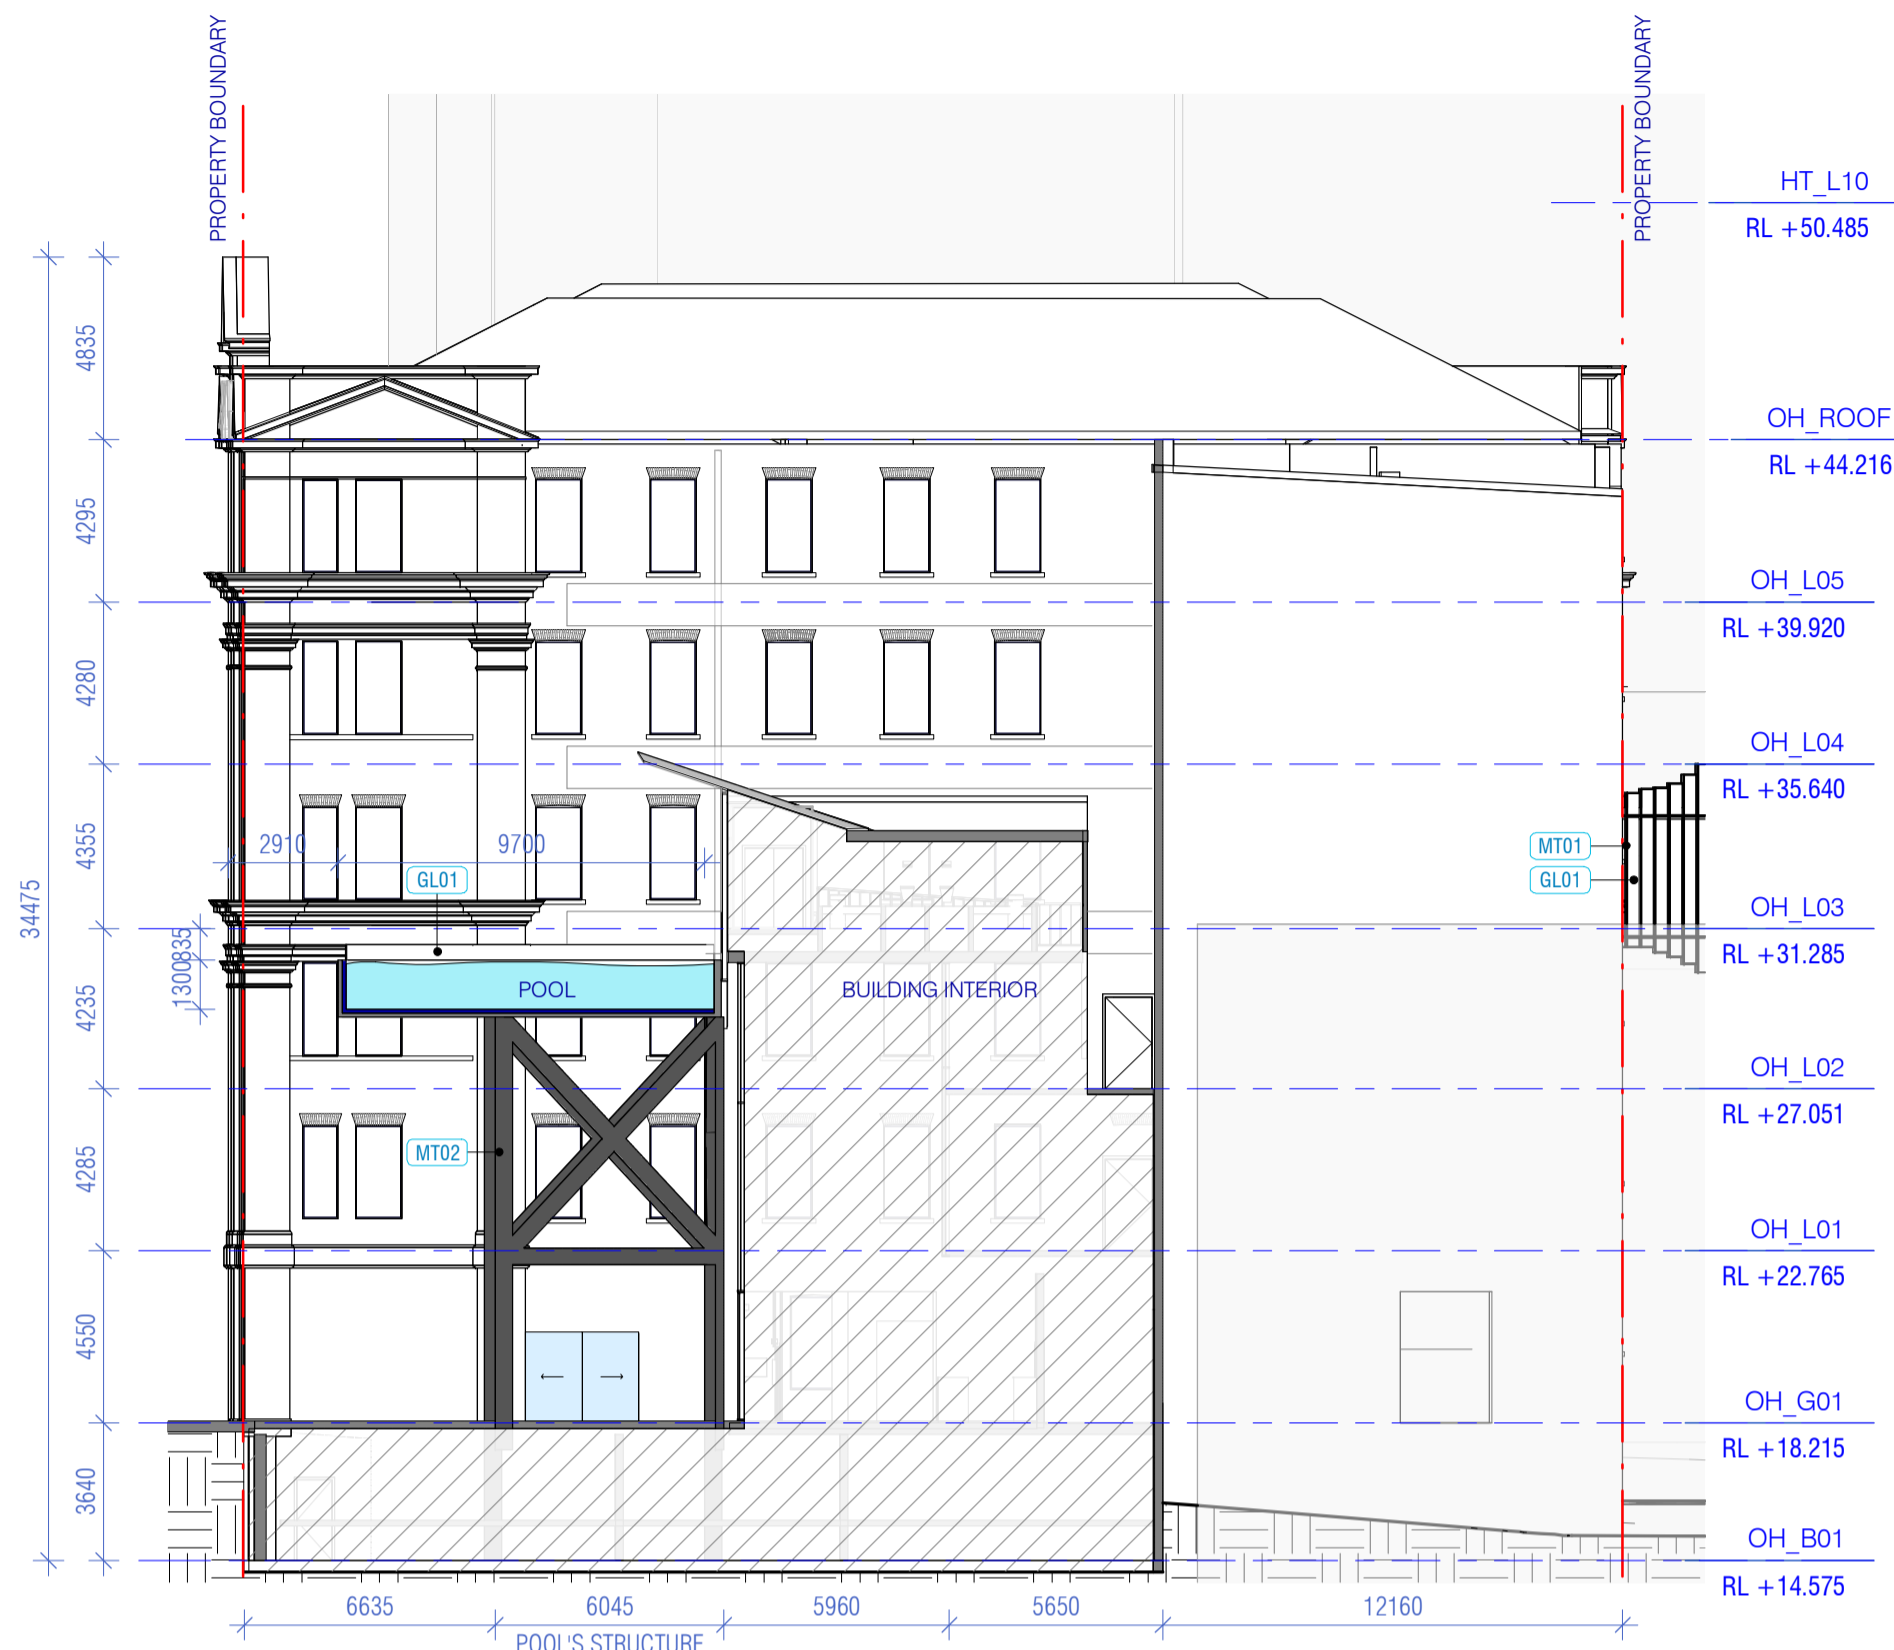 PROPERTY BOUNDARY
PROPERTY BOUNDARY
HT_L10
RL +50.485
4835
OH_ROOF
RL +44.216
4295
OH_L05
RL +39.920
4280
OH_L04
RL +35.640
4355
2910
9700
MT01
GL01
GL01
34475
OH_L03
RL +31.285
835
1300
4235
POOL
BUILDING INTERIOR
OH_L02
RL +27.051
4285
MT02
OH_L01
RL +22.765
4550
OH_G01
RL +18.215
3640
OH_B01
RL +14.575
6635
6045
5960
5650
12160
POOL'S STRUCTURE